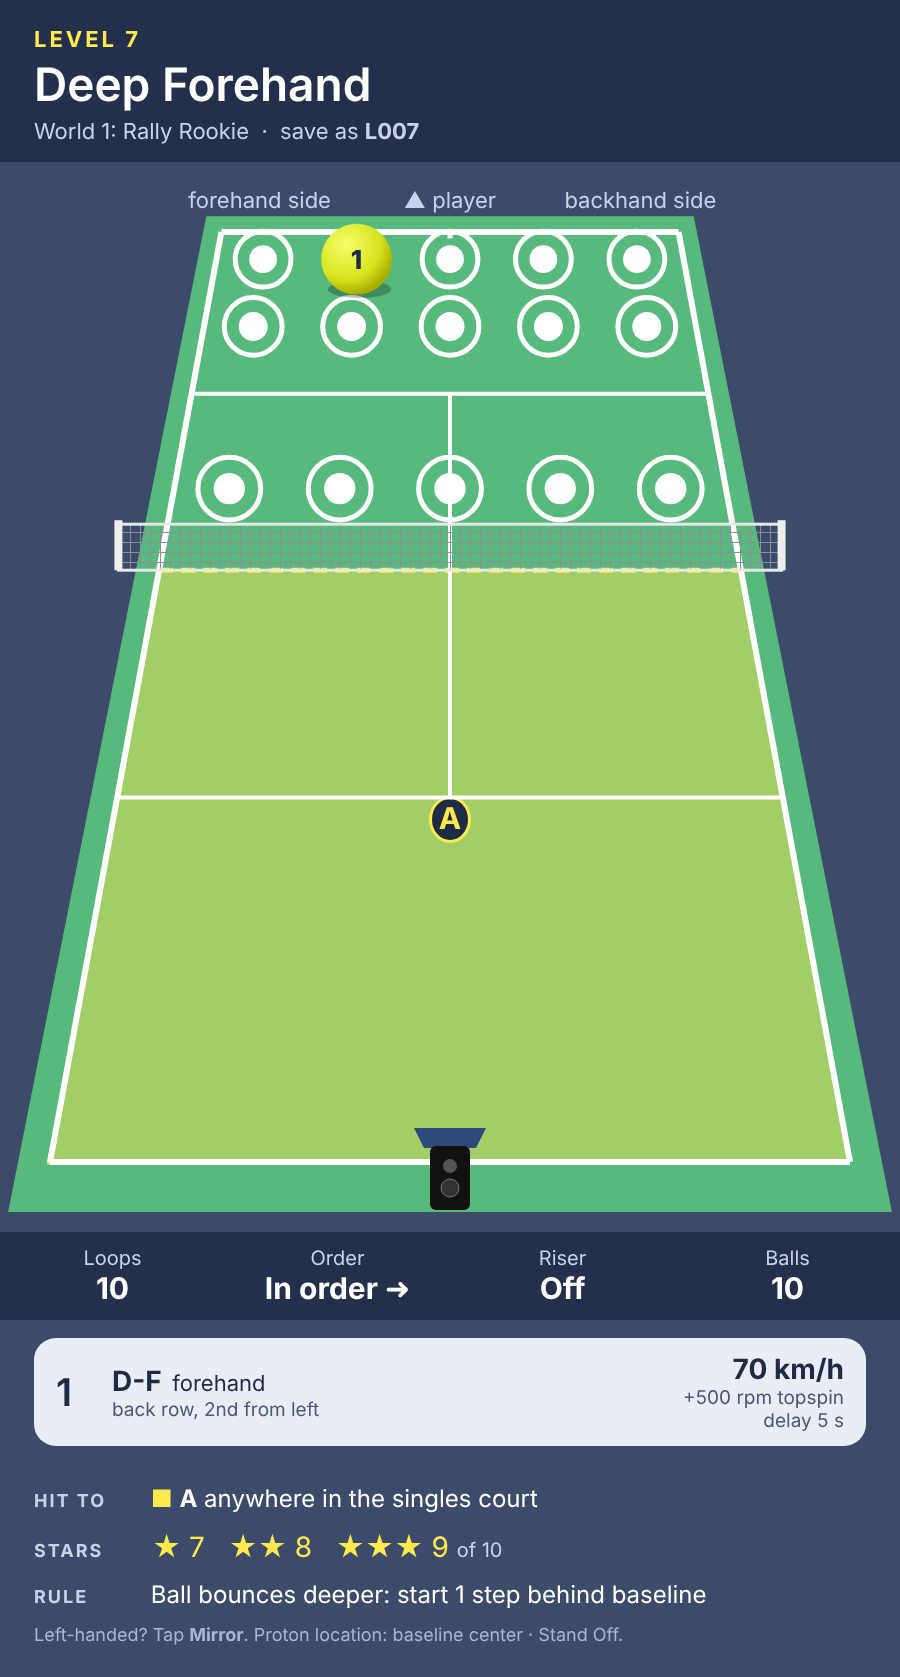 LEVEL 7
Deep Forehand
World 1: Rally Rookie · save as L007
forehand side ▲ player backhand side
1
A
Loops Order Riser Balls
10 In order ➜ Off 10
1 D-F forehand 70 km/h
back row, 2nd from left +500 rpm topspin
delay 5 s
HIT TO ■ A anywhere in the singles court
STARS ★ 7 ★★ 8 ★★★ 9 of 10
RULE Ball bounces deeper: start 1 step behind baseline
Left-handed? Tap Mirror. Proton location: baseline center · Stand Off.